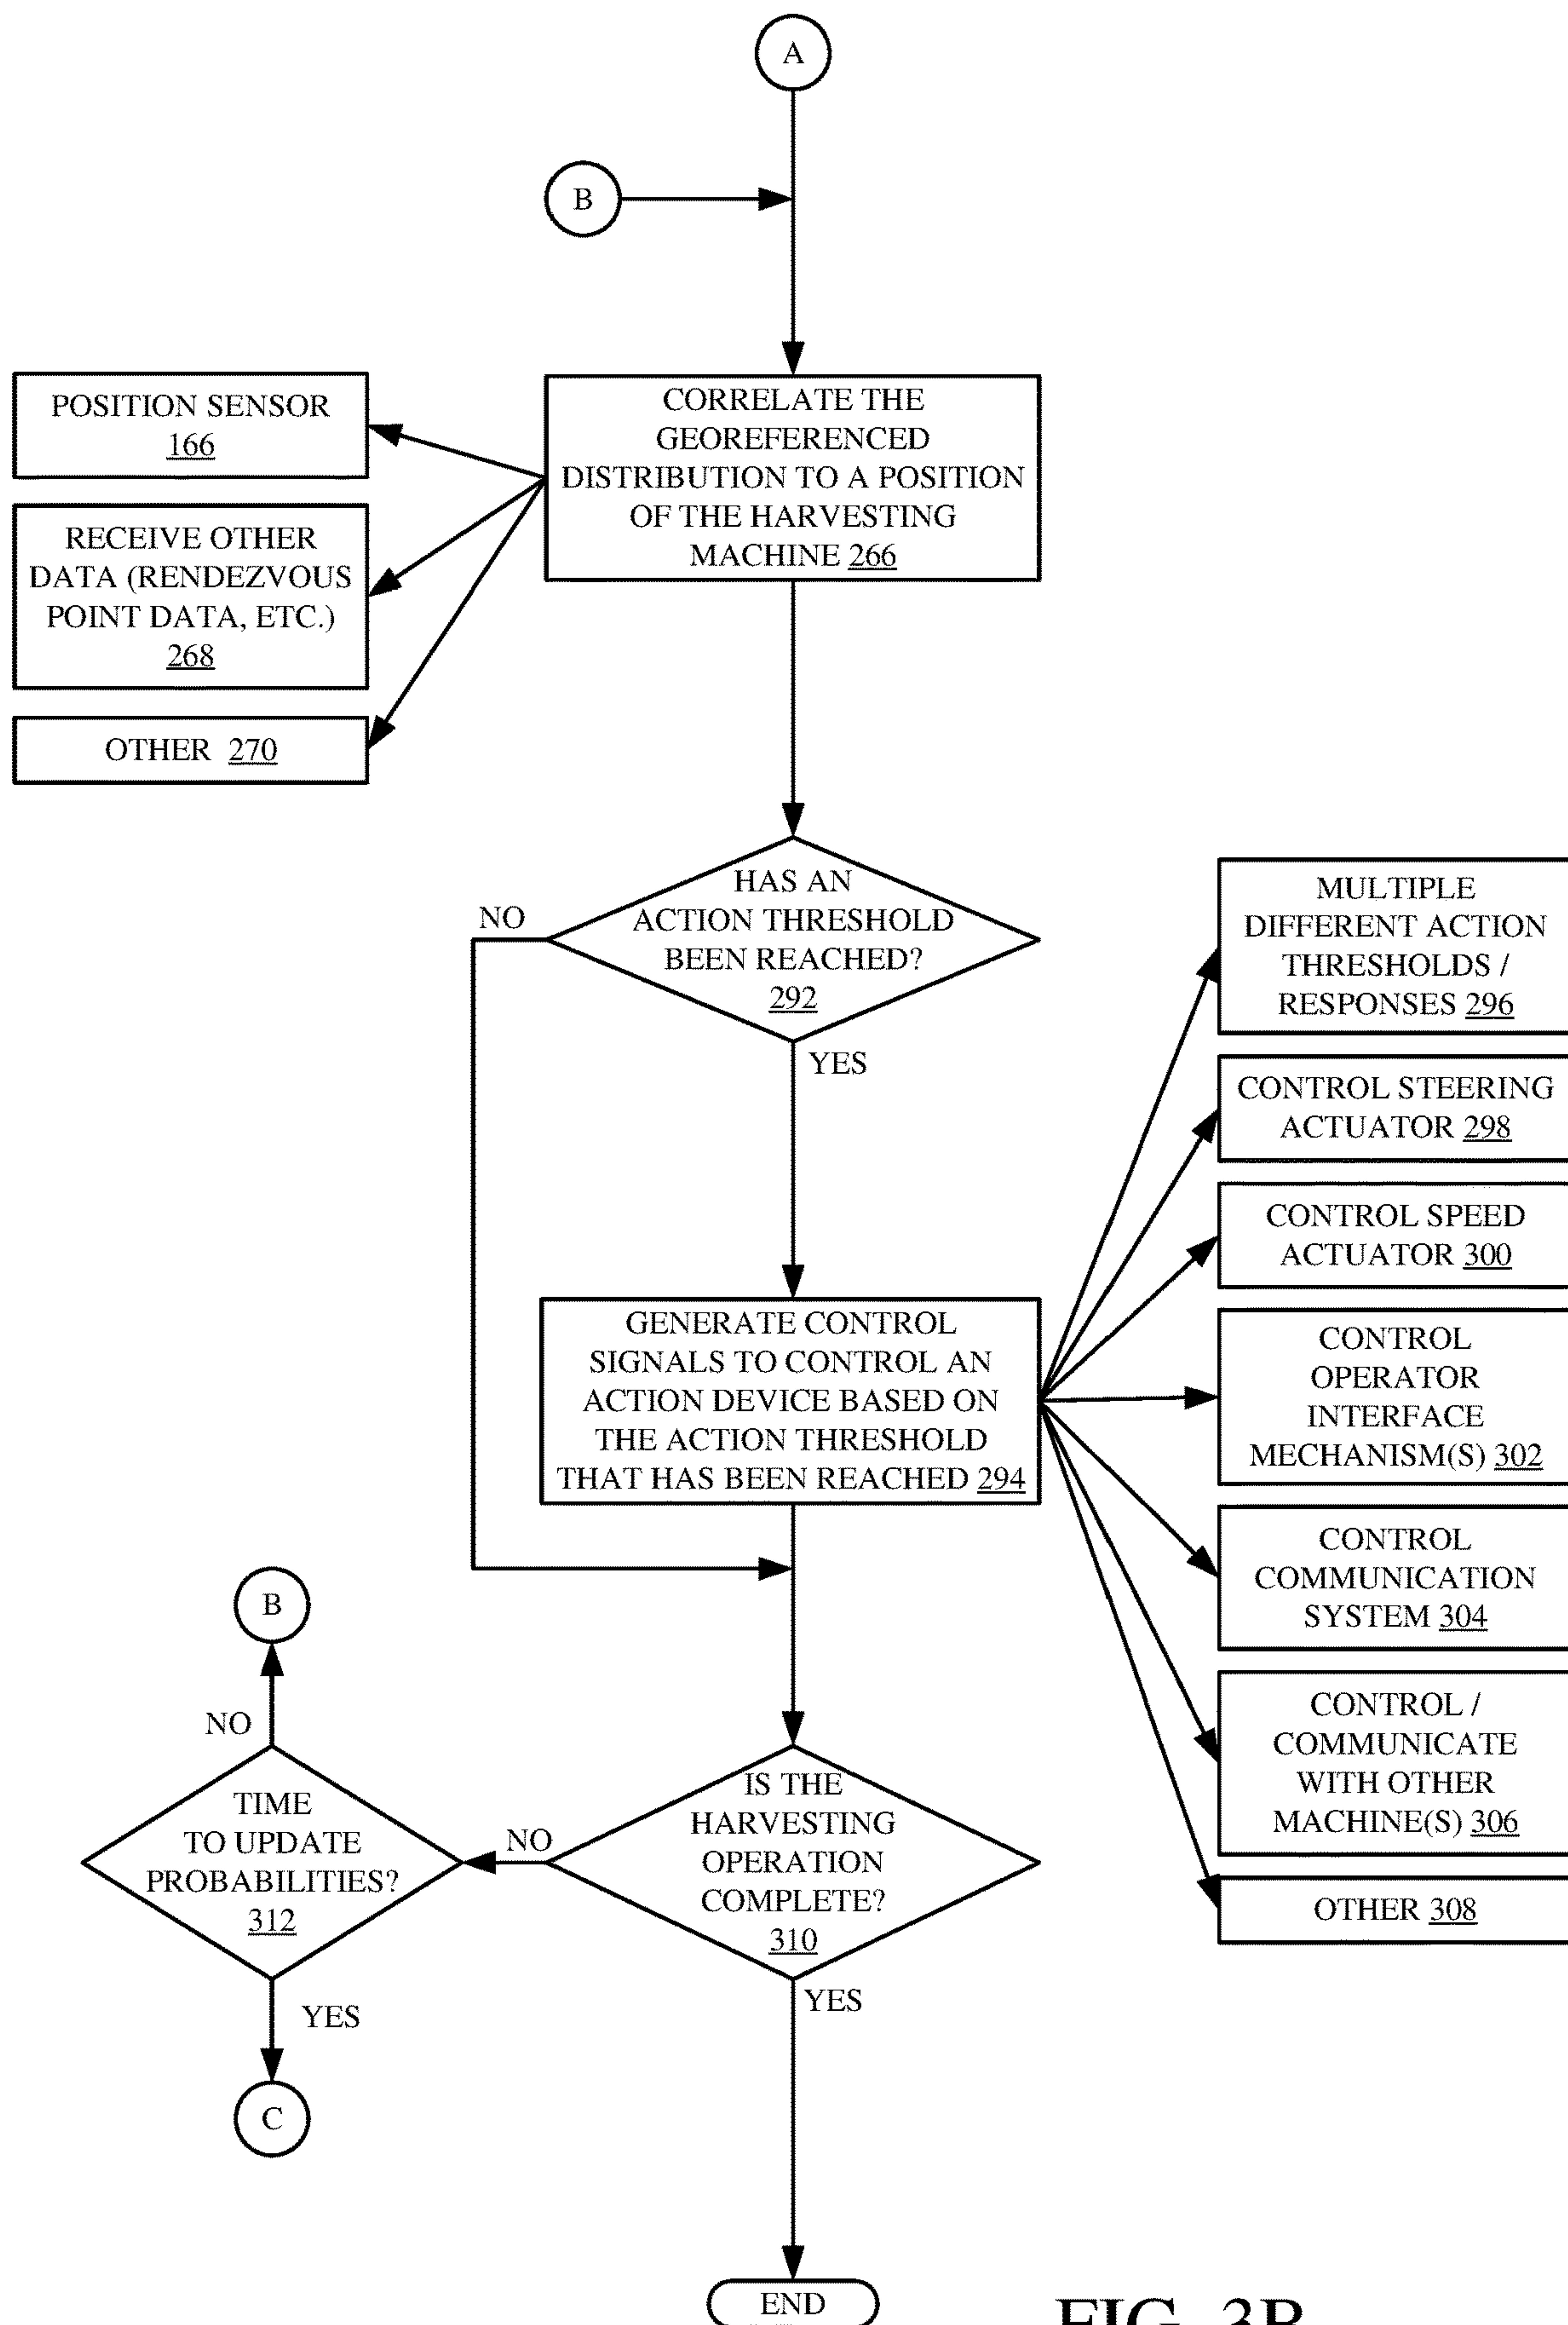 A
B
POSITION SENSOR
166
RECEIVE OTHER
DATA (RENDEZVOUS
POINT DATA, ETC.)
268
OTHER 270
CORRELATE THE
GEOREFERENCED
DISTRIBUTION TO A POSITION
OF THE HARVESTING
MACHINE 266
HAS AN
ACTION THRESHOLD
BEEN REACHED?
292
NO
YES
GENERATE CONTROL
SIGNALS TO CONTROL AN
ACTION DEVICE BASED ON
THE ACTION THRESHOLD
THAT HAS BEEN REACHED 294
MULTIPLE
DIFFERENT ACTION
THRESHOLDS /
RESPONSES 296
CONTROL STEERING
ACTUATOR 298
CONTROL SPEED
ACTUATOR 300
CONTROL
OPERATOR
INTERFACE
MECHANISM(S) 302
CONTROL
COMMUNICATION
SYSTEM 304
CONTROL /
COMMUNICATE
WITH OTHER
MACHINE(S) 306
OTHER 308
IS THE
HARVESTING
OPERATION
COMPLETE?
310
NO
YES
TIME
TO UPDATE
PROBABILITIES?
312
NO
B
YES
C
END
FIG. 3B